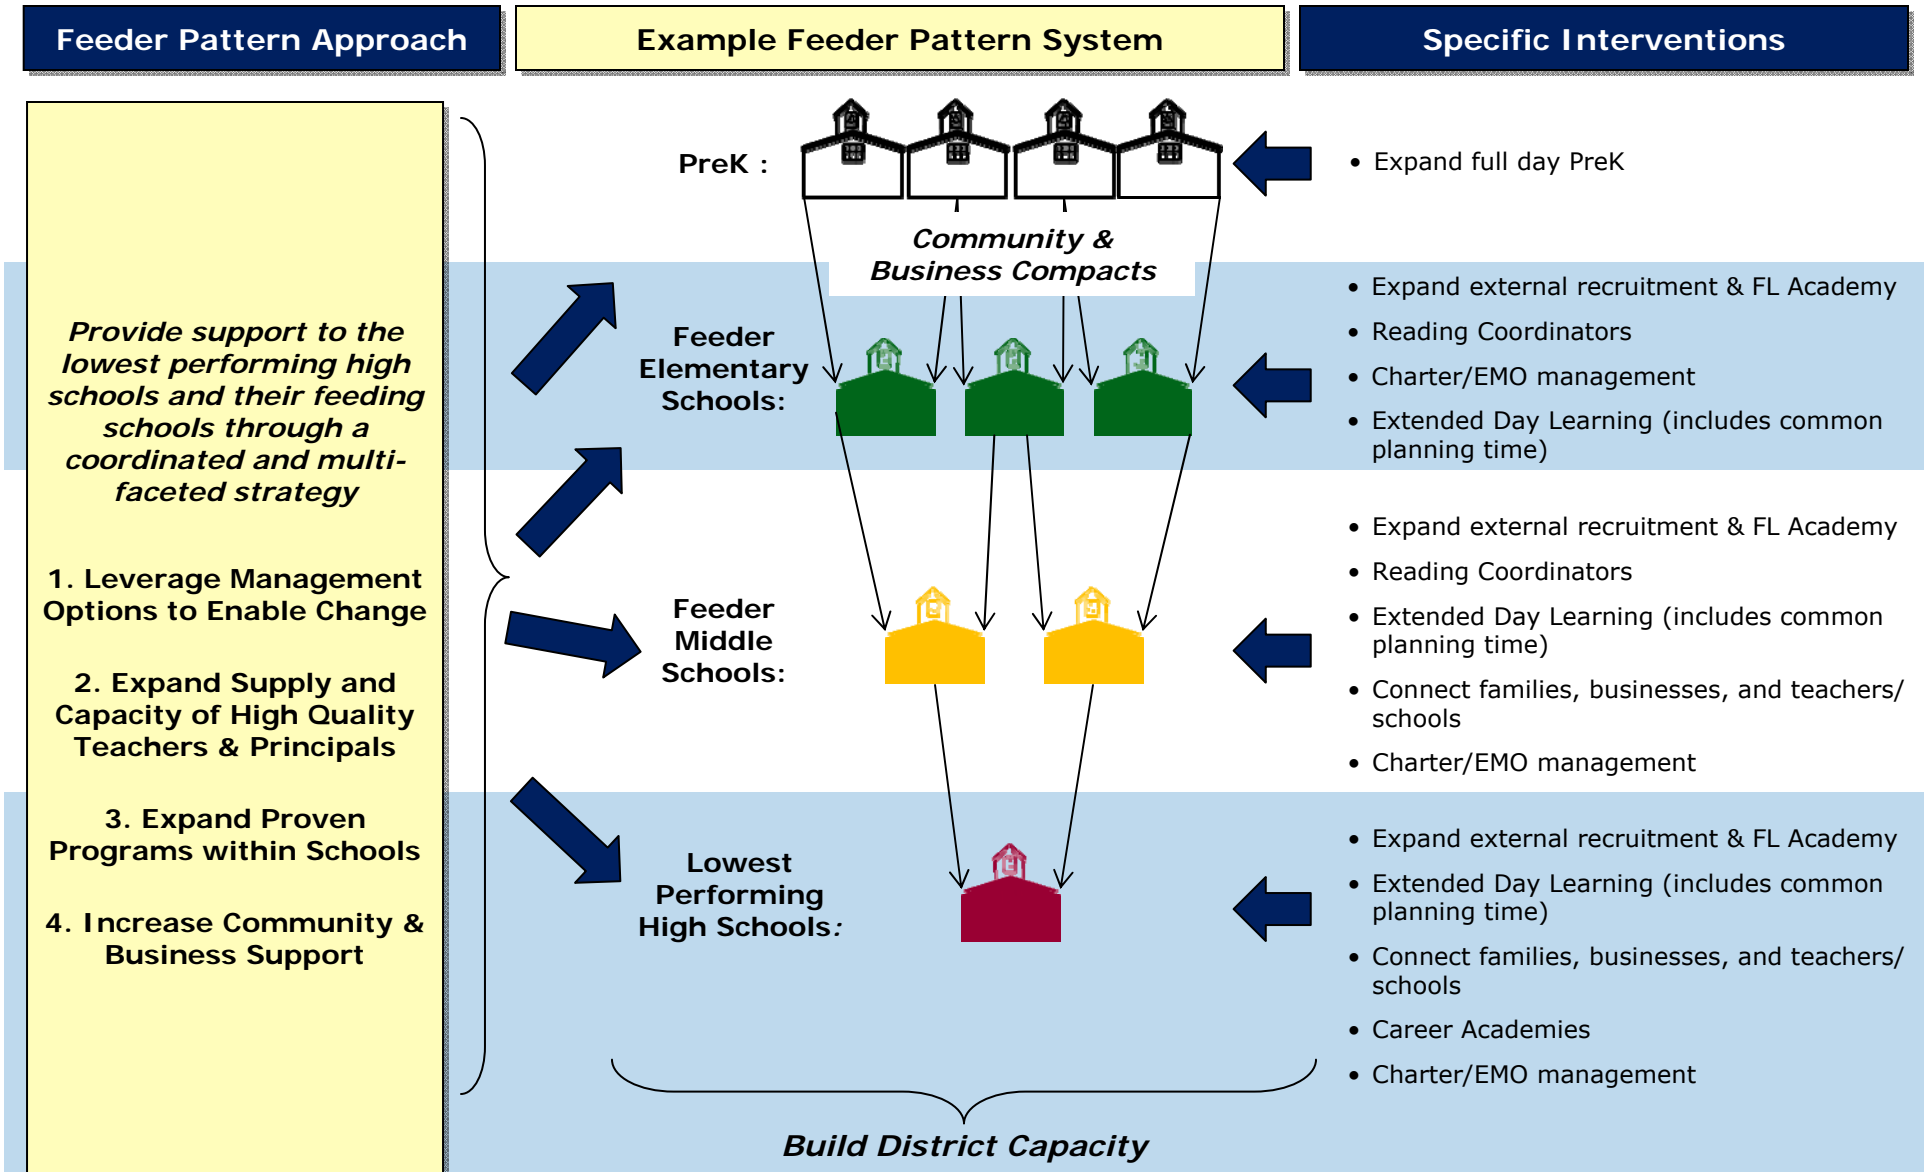 Feeder Pattern Approach
Example Feeder Pattern System
Specific Interventions
Provide support to the
lowest performing high
schools and their feeding
schools through a
coordinated and multi-
faceted strategy
1. Leverage Management
Options to Enable Change
2. Expand Supply and
Capacity of High Quality
Teachers & Principals
3. Expand Proven
Programs within Schools
4. Increase Community &
Business Support
PreK :
Community &
Business Compacts
Feeder
Elementary
Schools:
Feeder
Middle
Schools:
Lowest
Performing
High Schools:
Build District Capacity
• Expand full day PreK
• Expand external recruitment & FL Academy
• Reading Coordinators
• Charter/EMO management
• Extended Day Learning (includes common
planning time)
• Expand external recruitment & FL Academy
• Reading Coordinators
• Extended Day Learning (includes common
planning time)
• Connect families, businesses, and teachers/
schools
• Charter/EMO management
• Expand external recruitment & FL Academy
• Extended Day Learning (includes common
planning time)
• Connect families, businesses, and teachers/
schools
• Career Academies
• Charter/EMO management